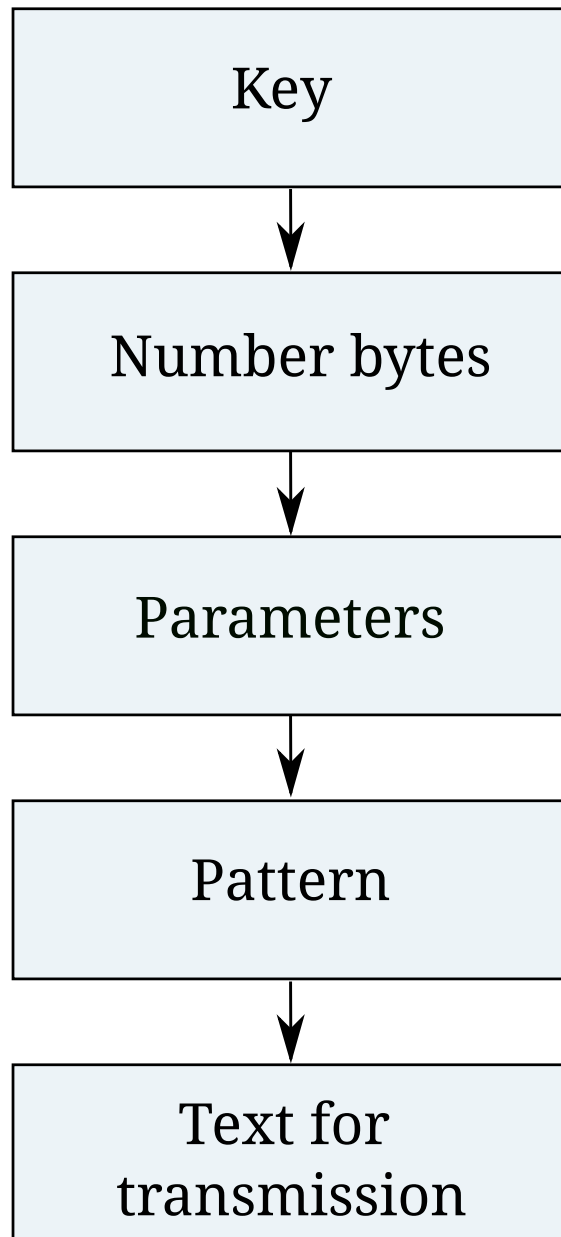 Key
Number bytes
Parameters
Pattern
Text for
transmission